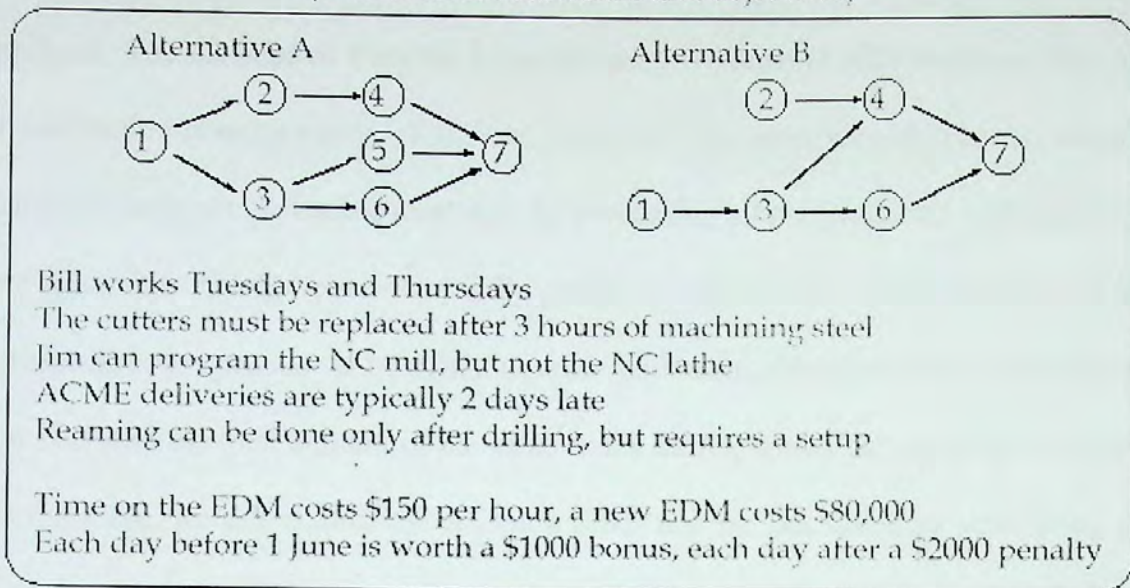 Alternative A
Alternative B
2 4
1 5 7
3 6
2 4
7
1 3 6
Bill works Tuesdays and Thursdays
The cutters must be replaced after 3 hours of machining steel
Jim can program the NC mill, but not the NC lathe
ACME deliveries are typically 2 days late
Reaming can be done only after drilling, but requires a setup
Time on the EDM costs $150 per hour, a new EDM costs $80,000
Each day before 1 June is worth a $1000 bonus, each day after a $2000 penalty